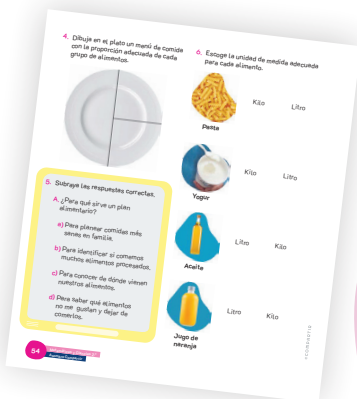 4. Dibuja en el plato un menú de comida
con la proporción adecuada de cada
grupo de alimentos.
5. Subraya las respuestas correctas.
A. ¿Para qué sirve un plan
alimentario?
a) Para planear comidas más
sanas en familia.
b) Para identificar si comemos
muchos alimentos procesados.
c) Para conocer de dónde vienen
nuestros alimentos.
d) Para saber qué alimentos
no me gustan y dejar de
comerlos.
54
6. Escoge la unidad de medida adecuada
para cada alimento.
Kilo Litro
Pasta
Kilo Litro
Yogur
Litro Kilo
Aceite
Litro Kilo
Jugo de
naranja